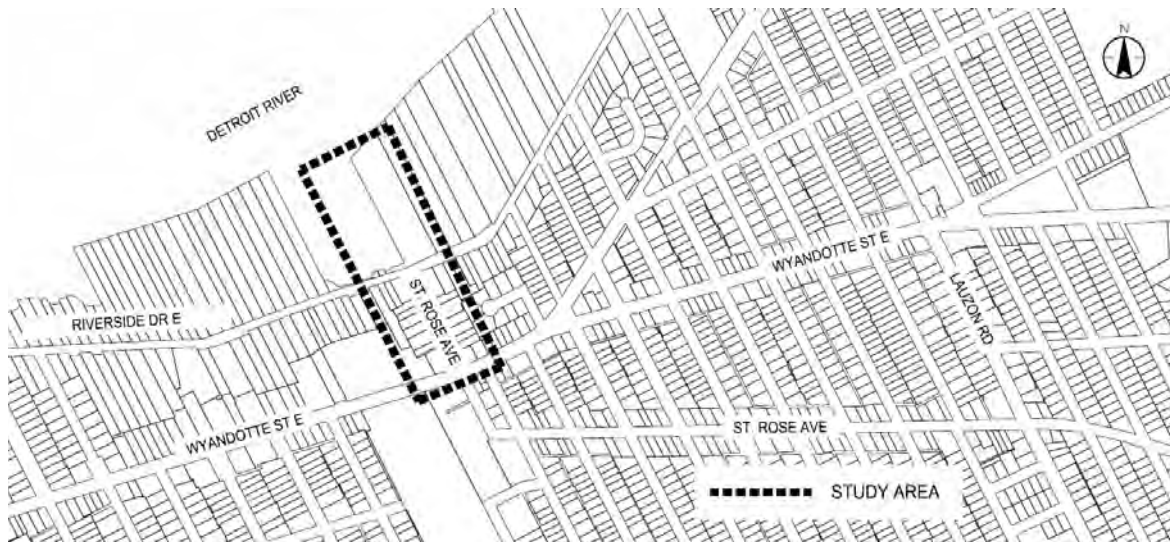 N
DETROIT RIVER
WYANDOTTE ST E
RIVERSIDE DR E
ST. ROSE AVE
LAUZON RD
WYANDOTTE ST E
ST. ROSE AVE
STUDY AREA